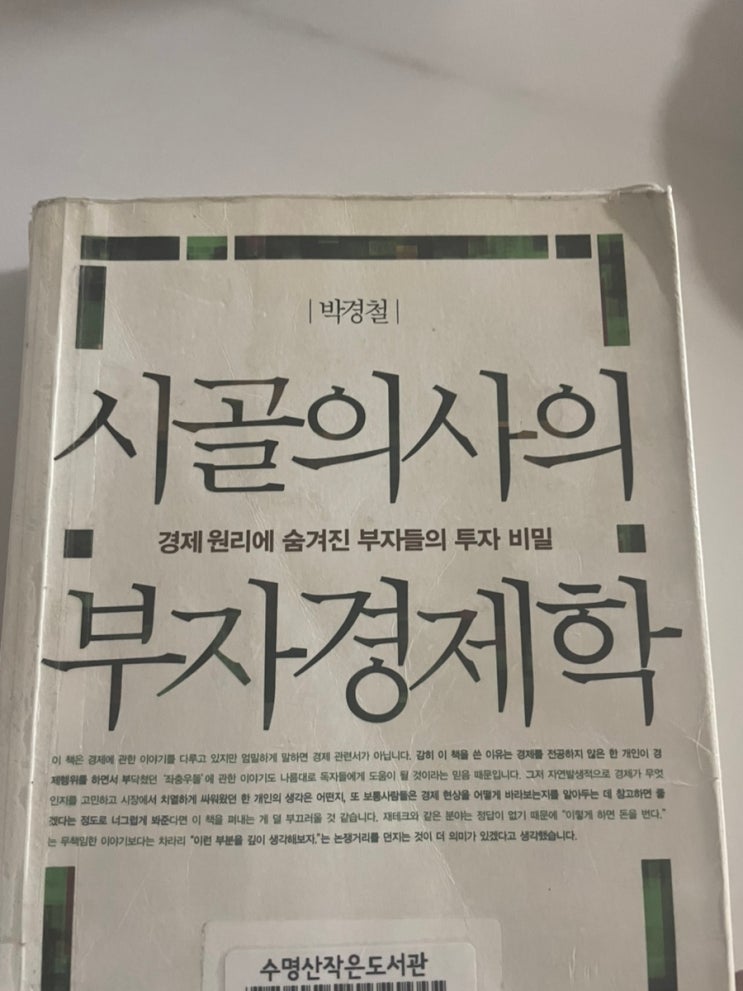 |박경철|
시골의사의
경제 원리에 숨겨진 부자들의 투자 비밀
부자경제학
이 책은 경제에 관한 이야기를 다루고 있지만 엄밀하게 말하면 경제 관련서가 아닙니다. 감히 이 책을 쓴 이유는 경제를 전공하지 않은 한 개인이 경
제행위를 하면서 부닥쳤던 '좌충우돌'에 관한 이야기도 나름대로 독자들에게 도움이 될 것이라는 믿음 때문입니다. 그저 자연발생적으로 경제가 무엇
인지를 고민하고 시장에서 치열하게 싸워왔던 한 개인의 생각은 어떤지, 또 보통사람들은 경제 현상을 어떻게 바라보는지를 알아두는 데 참고하면 좋
겠다는 정도로 너그럽게 봐준다면 이 책을 펴내는 게 덜 부끄러울 것 같습니다. 재테크와 같은 분야는 정답이 없기 때문에 "이렇게 하면 돈을 번다."
는 무책임한 이야기보다는 차라리 "이런 부분을 깊이 생각해보자."는 논쟁거리를 던지는 것이 더 의미가 있겠다고 생각했습니다.
수명산작은도서관